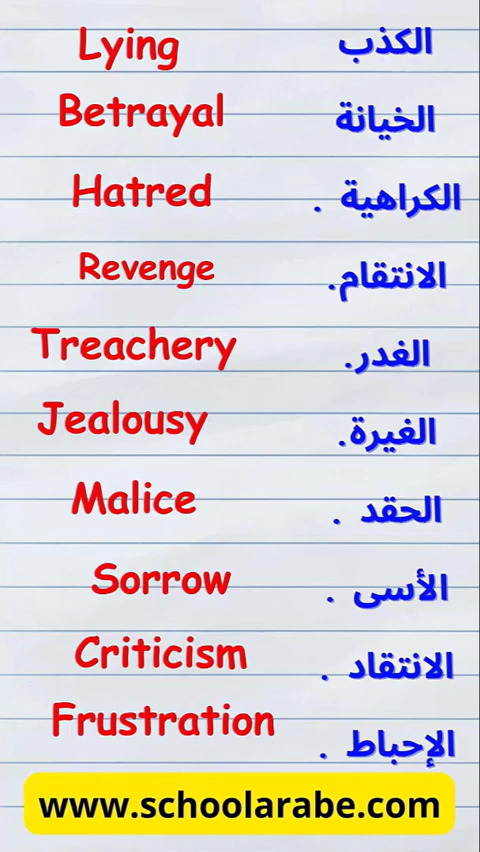 Lying الكذب
Betrayal الخيانة
Hatred الكراهية .
Revenge الانتقام.
Treachery الغدر.
Jealousy الغيرة.
Malice الحقد .
Sorrow الأسى .
Criticism الانتقاد .
Frustration الإحباط .
www.schoolarabe.com